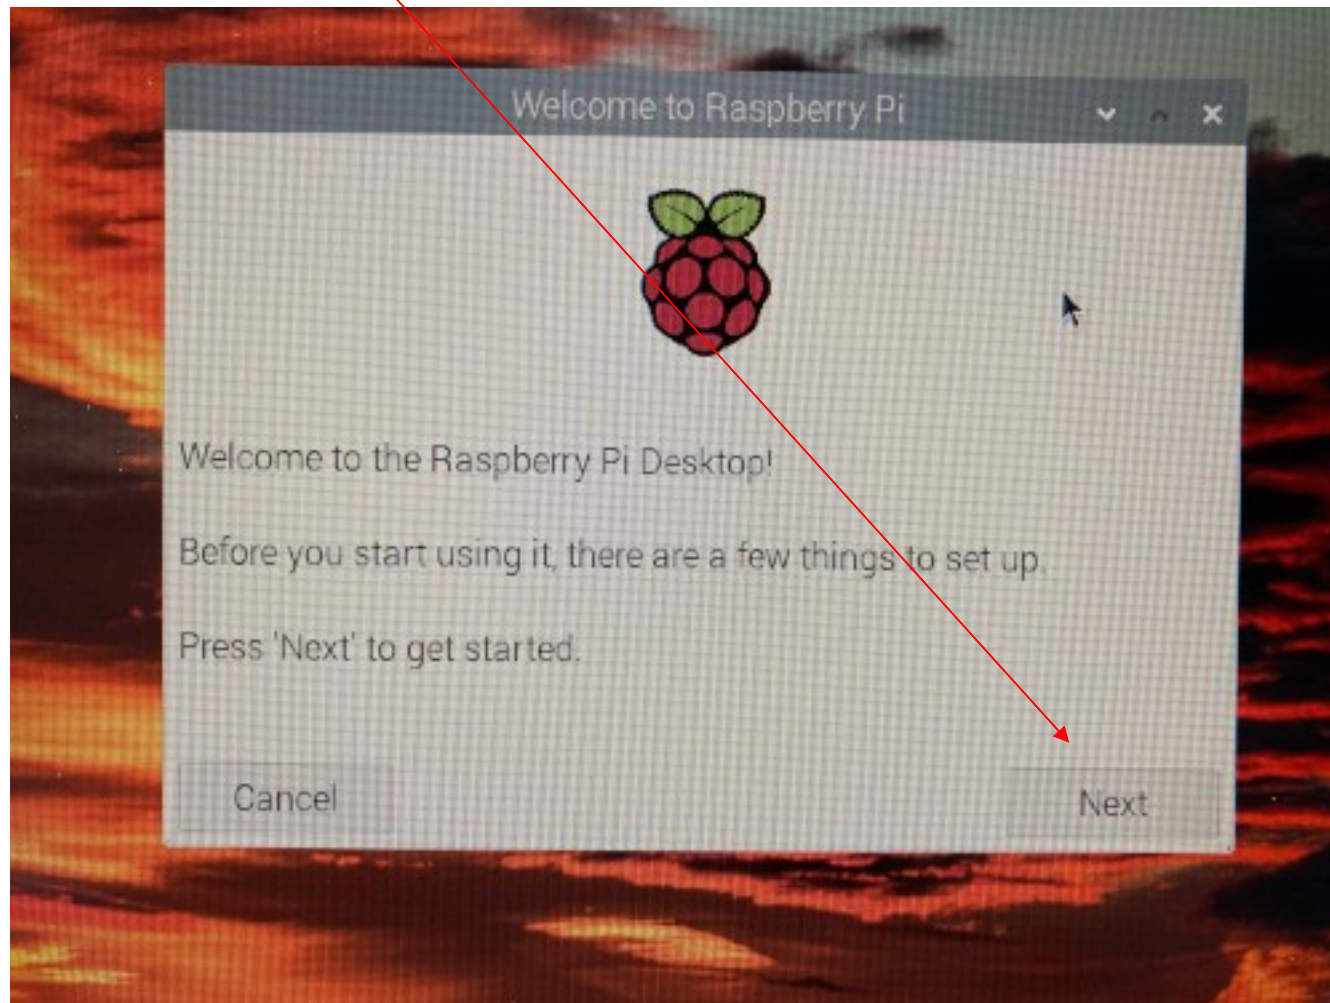 Welcome to Raspberry Pi
Welcome to the Raspberry Pi Desktop!
Before you start using it, there are a few things to set up.
Press 'Next' to get started.
Cancel
Next